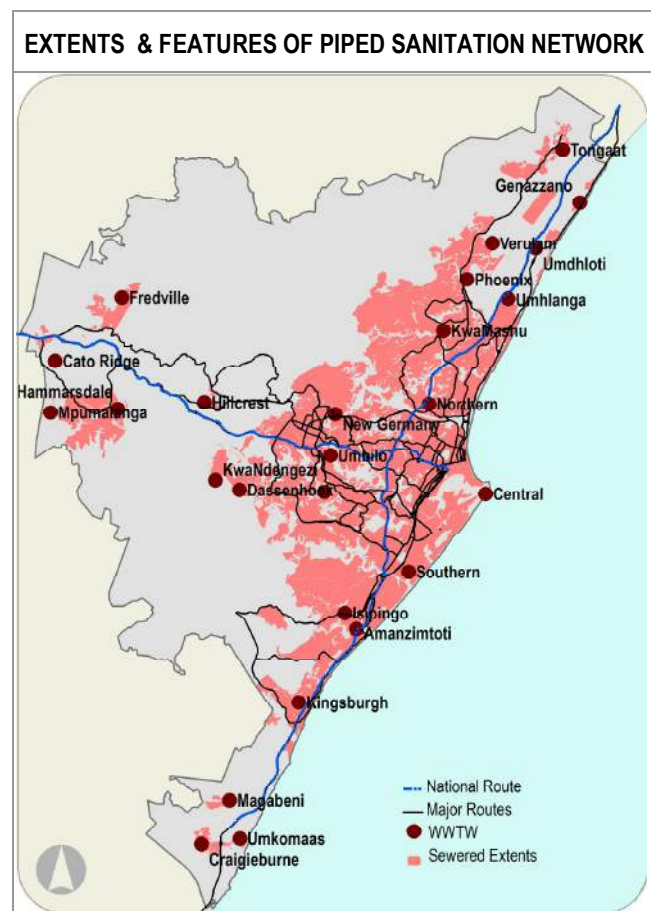 EXTENTS & FEATURES OF PIPED SANITATION NETWORK
Tongaat
Genazzano
Verulam
Umdhloti
Phoenix
Fredville
Umhlanga
KwaMashu
Cato Ridge
Hammarsdale
Hillcrest
Mpumalanga
Northern
New Germany
Umbilo
KwaNdengezi
Dassenhoek
Central
Southern
Isipingo
Amanzimtoti
Kingsburgh
National Route
Magabeni
Major Routes
WWTW
Umkomaas
Sewered Extents
Craigieburne